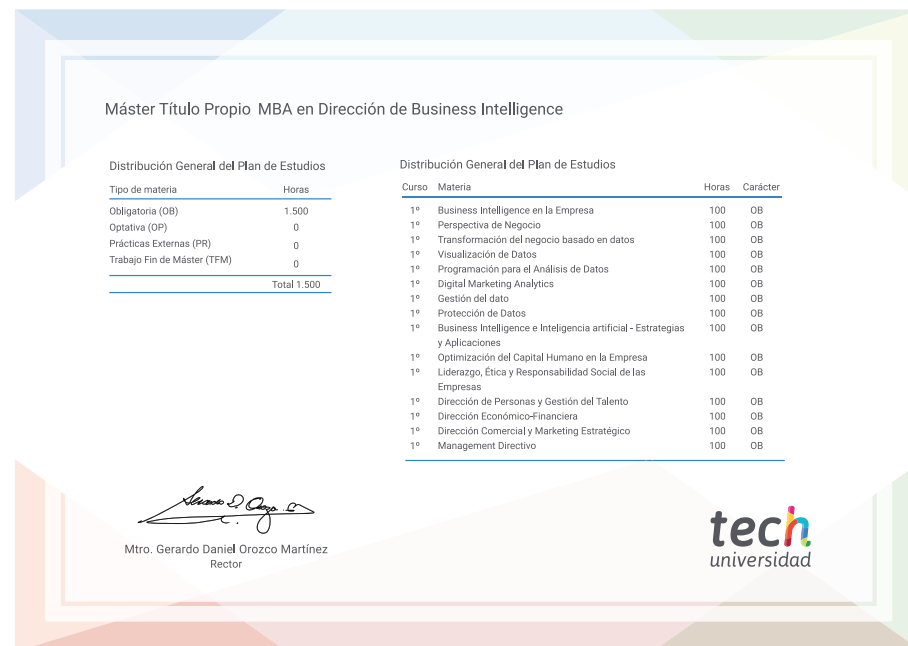 Máster Título Propio MBA en Dirección de Business Intelligence
Distribución General del Plan de Estudios
Tipo de materia Horas
Obligatoria (OB) 1.500
Optativa (OP) 0
Prácticas Externas (PR) 0
Trabajo Fin de Máster (TFM) 0
Total 1.500
Distribución General del Plan de Estudios
Curso Materia Horas Carácter
1º Business Intelligence en la Empresa 100 OB
1º Perspectiva de Negocio 100 OB
1º Transformación del negocio basado en datos 100 OB
1º Visualización de Datos 100 OB
1º Programación para el Análisis de Datos 100 OB
1º Digital Marketing Analytics 100 OB
1º Gestión del dato 100 OB
1º Protección de Datos 100 OB
1º Business Intelligence e Inteligencia artificial - Estrategias 100 OB
y Aplicaciones
1º Optimización del Capital Humano en la Empresa 100 OB
1º Liderazgo, Ética y Responsabilidad Social de las 100 OB
Empresas
1º Dirección de Personas y Gestión del Talento 100 OB
1º Dirección Económico-Financiera 100 OB
1º Dirección Comercial y Marketing Estratégico 100 OB
1º Management Directivo 100 OB
Mtro. Gerardo Daniel Orozco Martínez
Rector
tech
universidad